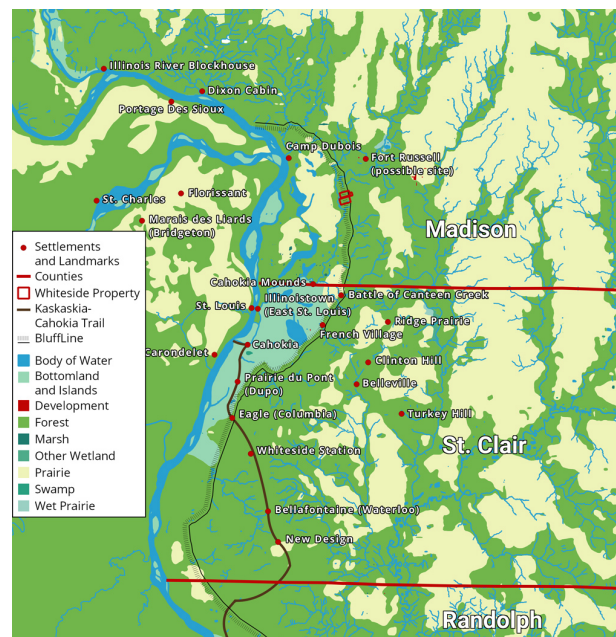 Illinois River Blockhouse
Dixon Cabin
Portage Des Sioux
Camp Dubois
Fort Russell
(possible site)
Florissant
St. Charles
Marais des Liards
(Bridgeton)
Madison
Settlements
and Landmarks
Counties
Whiteside Property
Kaskaskia-
Cahokia Trail
BluffLine
Body of Water
Bottomland
and Islands
Development
Forest
Marsh
Other Wetland
Prairie
Swamp
Wet Prairie
Cahokia Mounds
Battle of Canteen Creek
St. Louis
Illinoistown
(East St. Louis)
Ridge Prairie
French Village
Cahokia
Carondelet
Clinton Hill
Prairie du Pont
(Dupo)
Belleville
Eagle (Columbia)
Turkey Hill
St. Clair
Whiteside Station
Bellafontaine (Waterloo)
New Design
Randolph